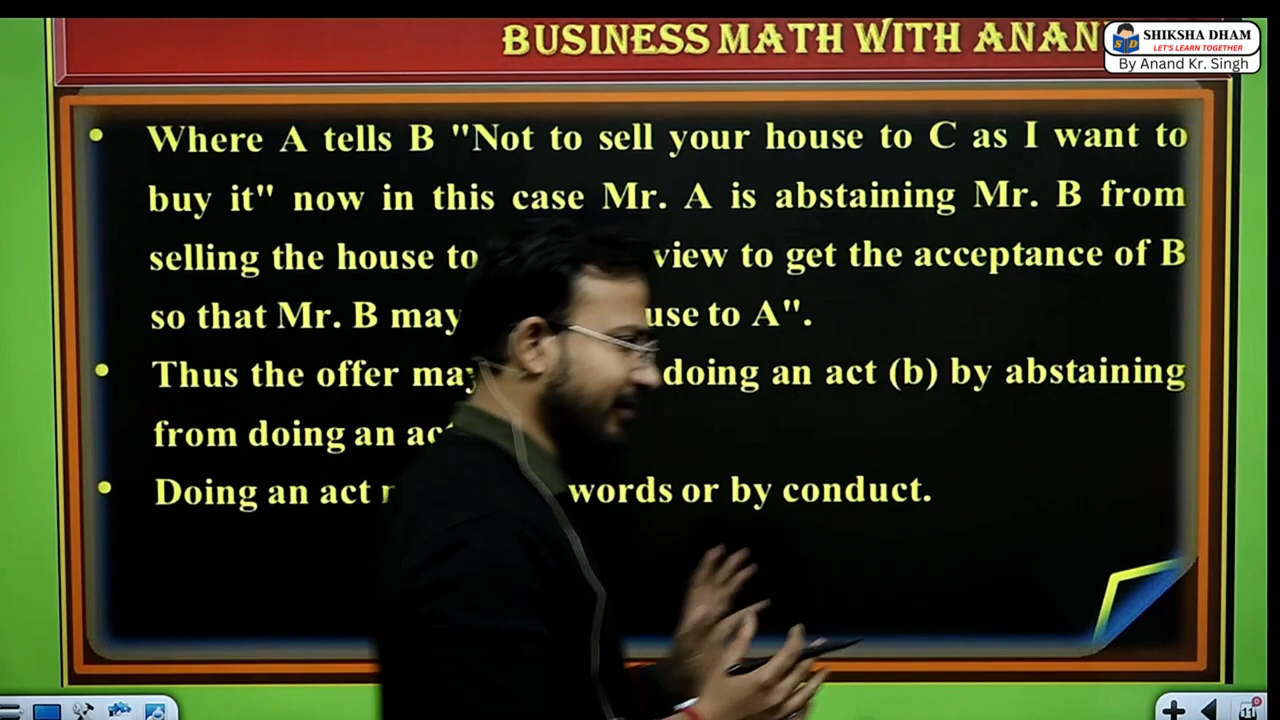 BUSINESS MATH WITH ANAN
SHIKSHA DHAM
LET'S LEARN TOGETHER
By Anand Kr. Singh
• Where A tells B "Not to sell your house to C as I want to
buy it" now in this case Mr. A is abstaining Mr. B from
selling the house to view to get the acceptance of B
so that Mr. B may use to A".
• Thus the offer may doing an act (b) by abstaining
from doing an act
• Doing an act words or by conduct.